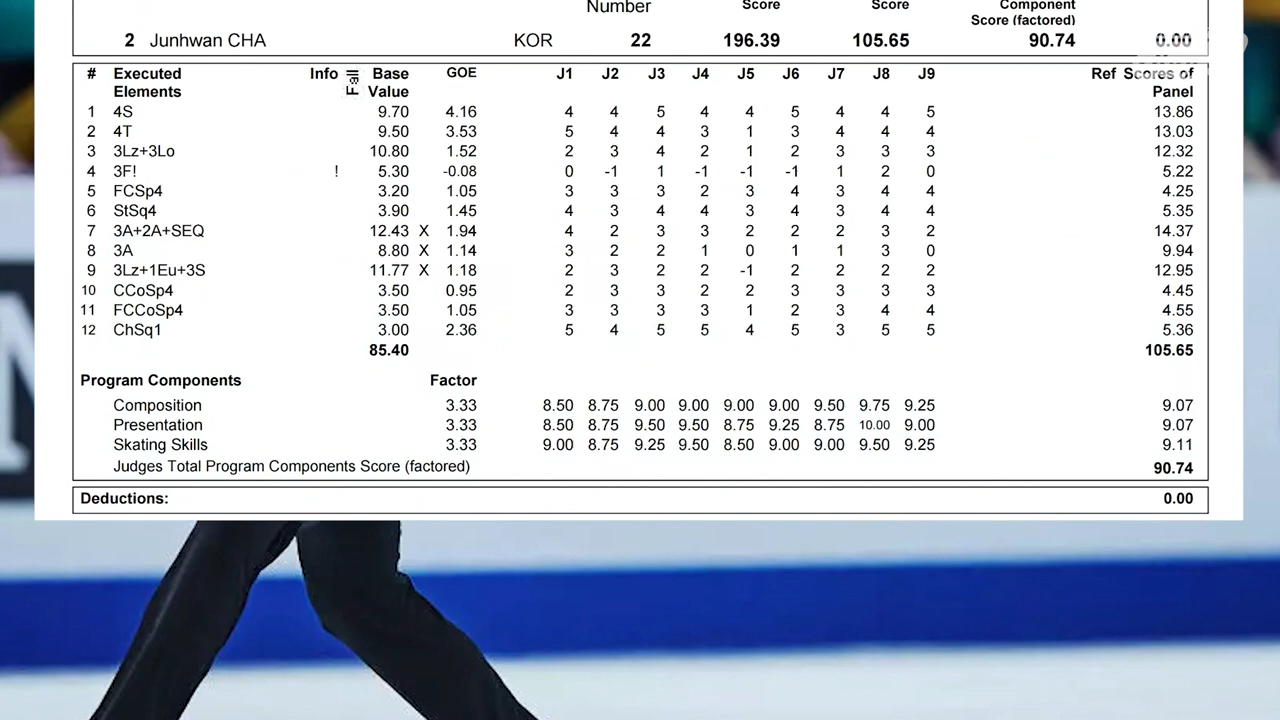 Number Score Score Component
Score (factored)
2 Junhwan CHA KOR 22 196.39 105.65 90.74 0.00
# Executed Elements Info Fall Base Value GOE J1 J2 J3 J4 J5 J6 J7 J8 J9 Ref Scores of Panel
1 4S 9.70 4.16 4 4 5 4 4 5 4 4 5 13.86
2 4T 9.50 3.53 5 4 4 3 1 3 4 4 4 13.03
3 3Lz+3Lo 10.80 1.52 2 3 4 2 1 2 3 3 3 12.32
4 3F! ! 5.30 -0.08 0 -1 1 -1 -1 -1 1 2 0 5.22
5 FCSp4 3.20 1.05 3 3 3 2 3 4 3 4 4 4.25
6 StSq4 3.90 1.45 4 3 4 4 3 4 3 4 4 5.35
7 3A+2A+SEQ 12.43 X 1.94 4 2 3 3 2 2 2 3 2 14.37
8 3A 8.80 X 1.14 3 2 2 1 0 1 1 3 0 9.94
9 3Lz+1Eu+3S 11.77 X 1.18 2 3 2 2 -1 2 2 2 2 12.95
10 CCoSp4 3.50 0.95 2 3 3 2 2 3 3 3 3 4.45
11 FCCoSp4 3.50 1.05 3 3 3 3 1 2 3 4 4 4.55
12 ChSq1 3.00 2.36 5 4 5 5 4 5 3 5 5 5.36
85.40 105.65
Program Components Factor
Composition 3.33 8.50 8.75 9.00 9.00 9.00 9.00 9.50 9.75 9.25 9.07
Presentation 3.33 8.50 8.75 9.50 9.50 8.75 9.25 8.75 10.00 9.00 9.07
Skating Skills 3.33 9.00 8.75 9.25 9.50 8.50 9.00 9.00 9.50 9.25 9.11
Judges Total Program Components Score (factored) 90.74
Deductions: 0.00